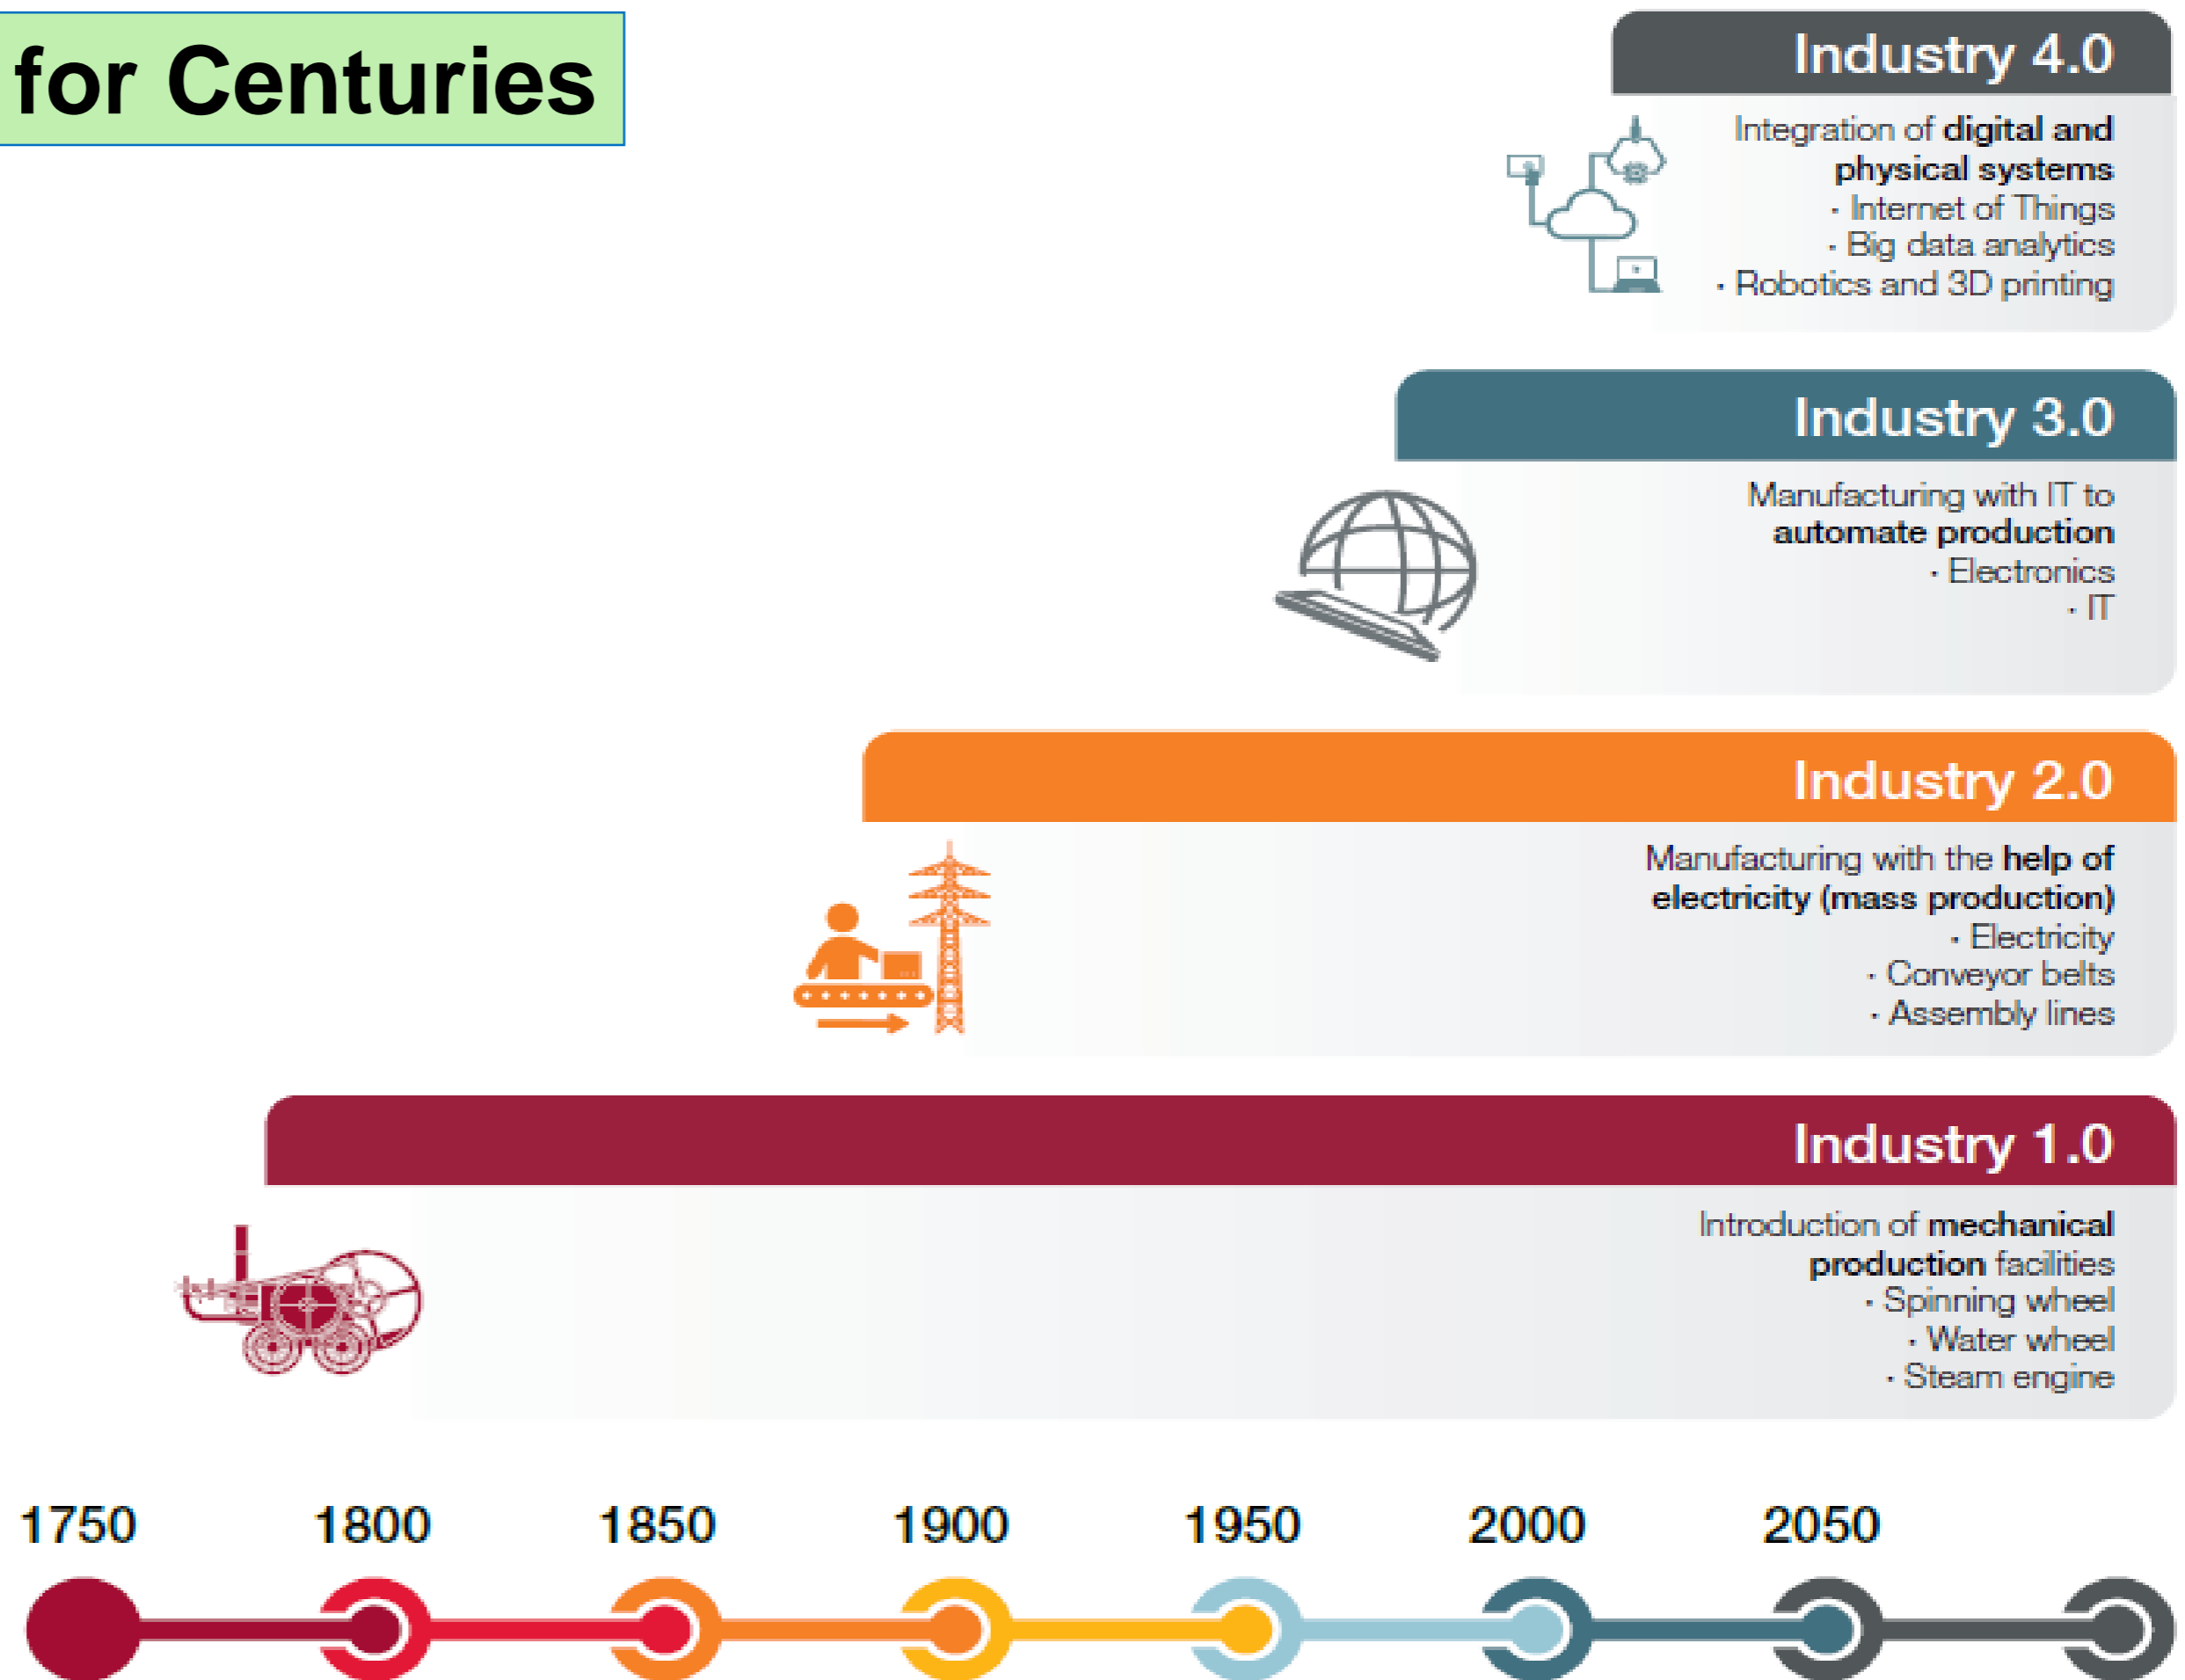 for Centuries
Industry 4.0
Integration of digital and
physical systems
· Internet of Things
· Big data analytics
· Robotics and 3D printing
Industry 3.0
Manufacturing with IT to
automate production
· Electronics
· IT
Industry 2.0
Manufacturing with the help of
electricity (mass production)
· Electricity
· Conveyor belts
· Assembly lines
Industry 1.0
Introduction of mechanical
production facilities
· Spinning wheel
· Water wheel
· Steam engine
1750 1800 1850 1900 1950 2000 2050